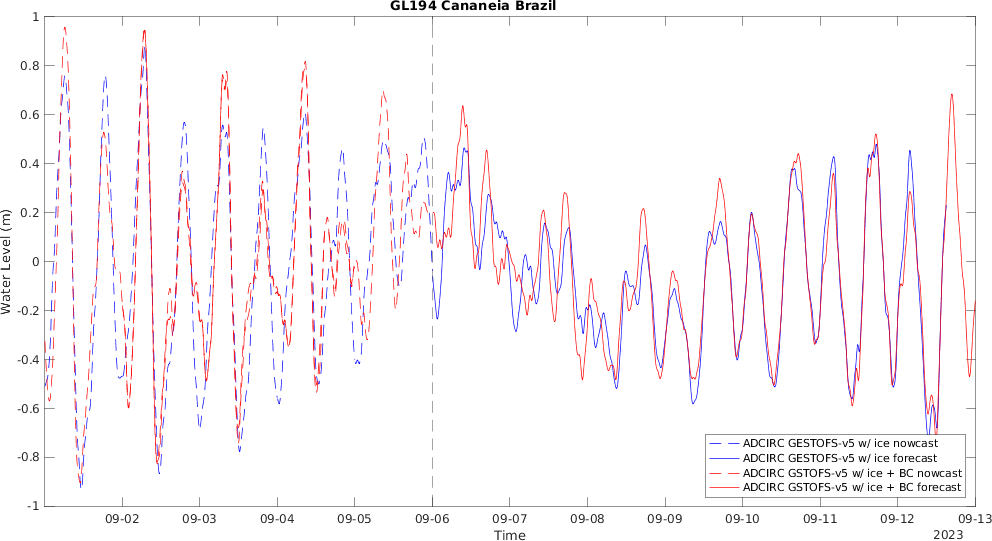 GL194 Cananeia Brazil
1
0.8
0.6
0.4
0.2
0
-0.2
-0.4
-0.6
-0.8
-1
Water Level (m)
ADCIRC GESTOFS-v5 w/ ice nowcast
ADCIRC GESTOFS-v5 w/ ice forecast
ADCIRC GSTOFS-v5 w/ ice + BC nowcast
ADCIRC GSTOFS-v5 w/ ice + BC forecast
09-02 09-03 09-04 09-05 09-06 09-07 09-08 09-09 09-10 09-11 09-12 09-13
Time
2023